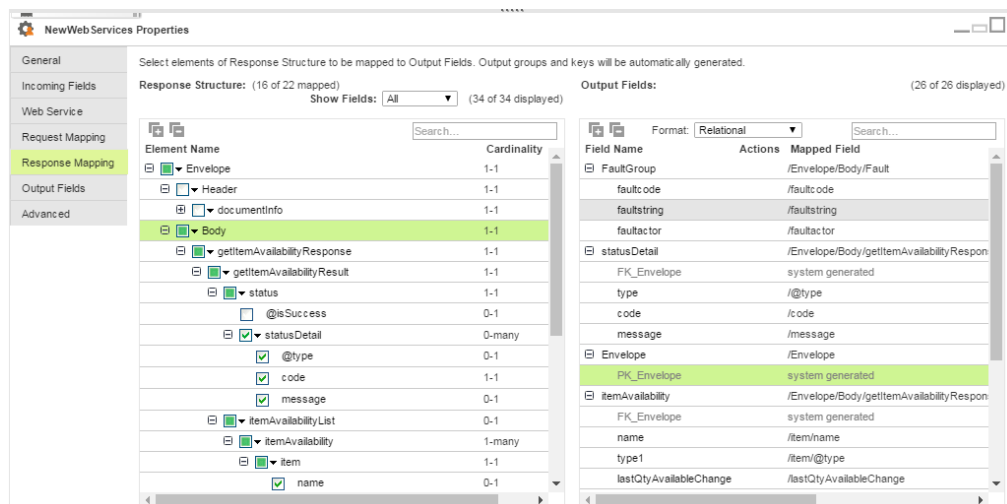 NewWebServices Properties
General
Incoming Fields
Web Service
Request Mapping
Response Mapping
Output Fields
Advanced
Select elements of Response Structure to be mapped to Output Fields. Output groups and keys will be automatically generated.
Response Structure: (16 of 22 mapped)
Show Fields: All (34 of 34 displayed)
Search...
Element Name Cardinality
Envelope 1-1
Header 1-1
documentInfo 1-1
Body 1-1
getItemAvailabilityResponse 1-1
getItemAvailabilityResult 1-1
status 1-1
@isSuccess 0-1
statusDetail 0-many
@type 0-1
code 1-1
message 0-1
itemAvailabilityList 0-1
itemAvailability 1-many
item 1-1
name 0-1
Output Fields: (26 of 26 displayed)
Format: Relational Search...
Field Name Actions Mapped Field
FaultGroup /Envelope/Body/Fault
faultcode /faultcode
faultstring /faultstring
faultactor /faultactor
statusDetail /Envelope/Body/getItemAvailabilityRespon
FK_Envelope system generated
type /@type
code /code
message /message
Envelope /Envelope
PK_Envelope system generated
itemAvailability /Envelope/Body/getItemAvailabilityRespon
FK_Envelope system generated
name /item/name
type1 /item/@type
lastQtyAvailableChange /lastQtyAvailableChange